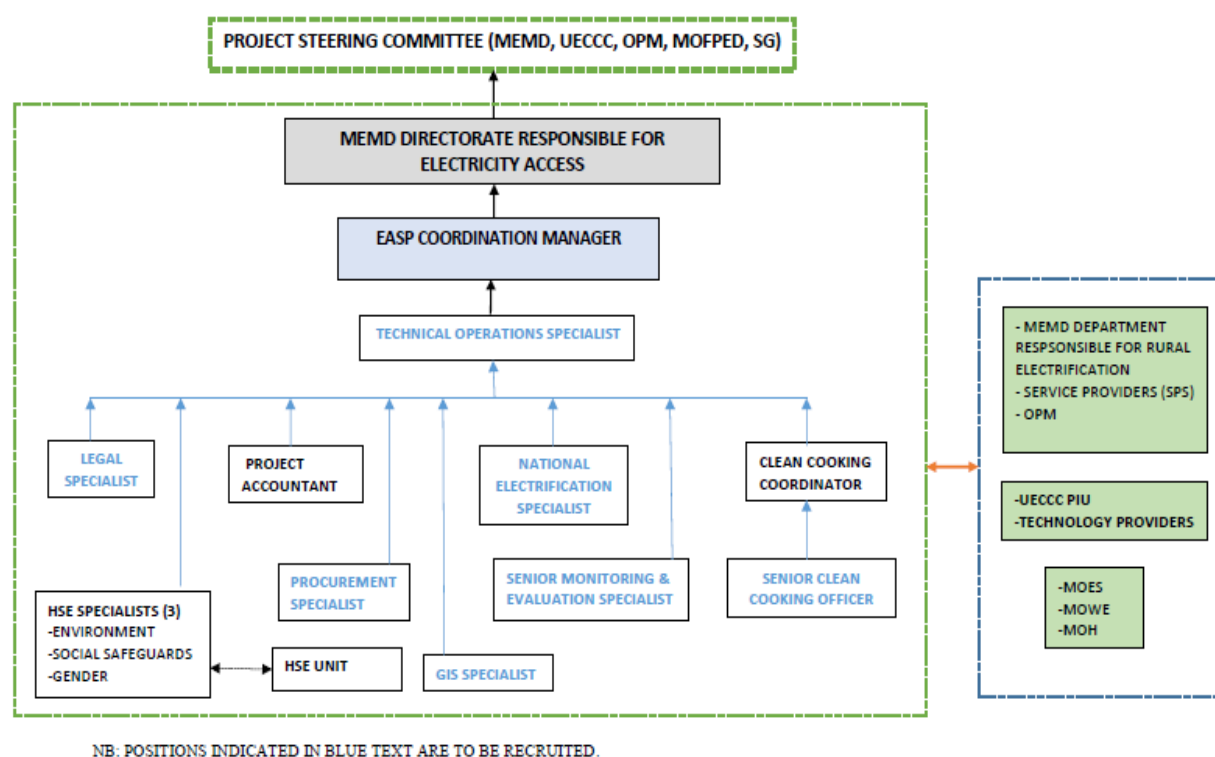 PROJECT STEERING COMMITTEE (MEMD, UECCC, OPM, MOFPED, SG)
MEMD DIRECTORATE RESPONSIBLE FOR
ELECTRICITY ACCESS
EASP COORDINATION MANAGER
TECHNICAL OPERATIONS SPECIALIST
LEGAL
SPECIALIST
PROJECT
ACCOUNTANT
NATIONAL
ELECTRIFICATION
SPECIALIST
CLEAN COOKING
COORDINATOR
PROCUREMENT
SPECIALIST
SENIOR MONITORING &
EVALUATION SPECIALIST
SENIOR CLEAN
COOKING OFFICER
HSE SPECIALISTS (3)
-ENVIRONMENT
-SOCIAL SAFEGUARDS
-GENDER
HSE UNIT
GIS SPECIALIST
- MEMD DEPARTMENT
RESPSONSIBLE FOR RURAL
ELECTRIFICATION
- SERVICE PROVIDERS (SPS)
- OPM
-UECCC PIU
-TECHNOLOGY PROVIDERS
-MOES
-MOWE
-MOH
NB: POSITIONS INDICATED IN BLUE TEXT ARE TO BE RECRUITED.